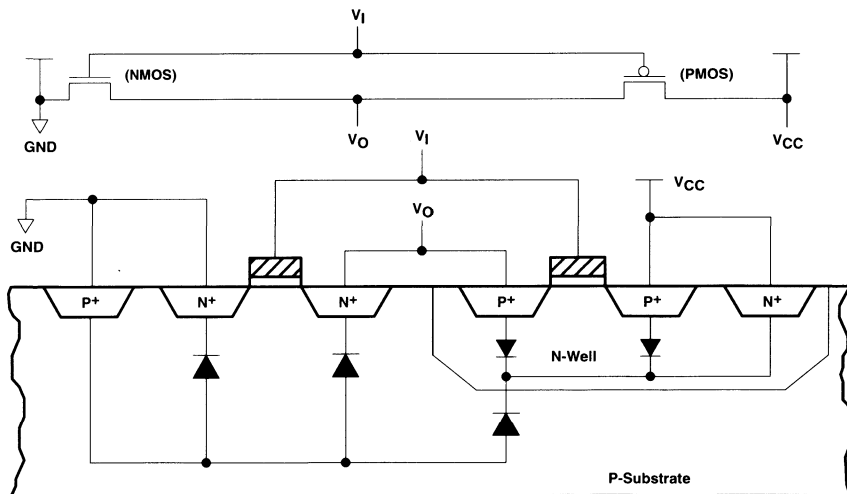 VI
(NMOS)
(PMOS)
GND
VO
VCC
VI
VCC
VO
GND
P+
N+
N+
P+
P+
N+
N-Well
P-Substrate